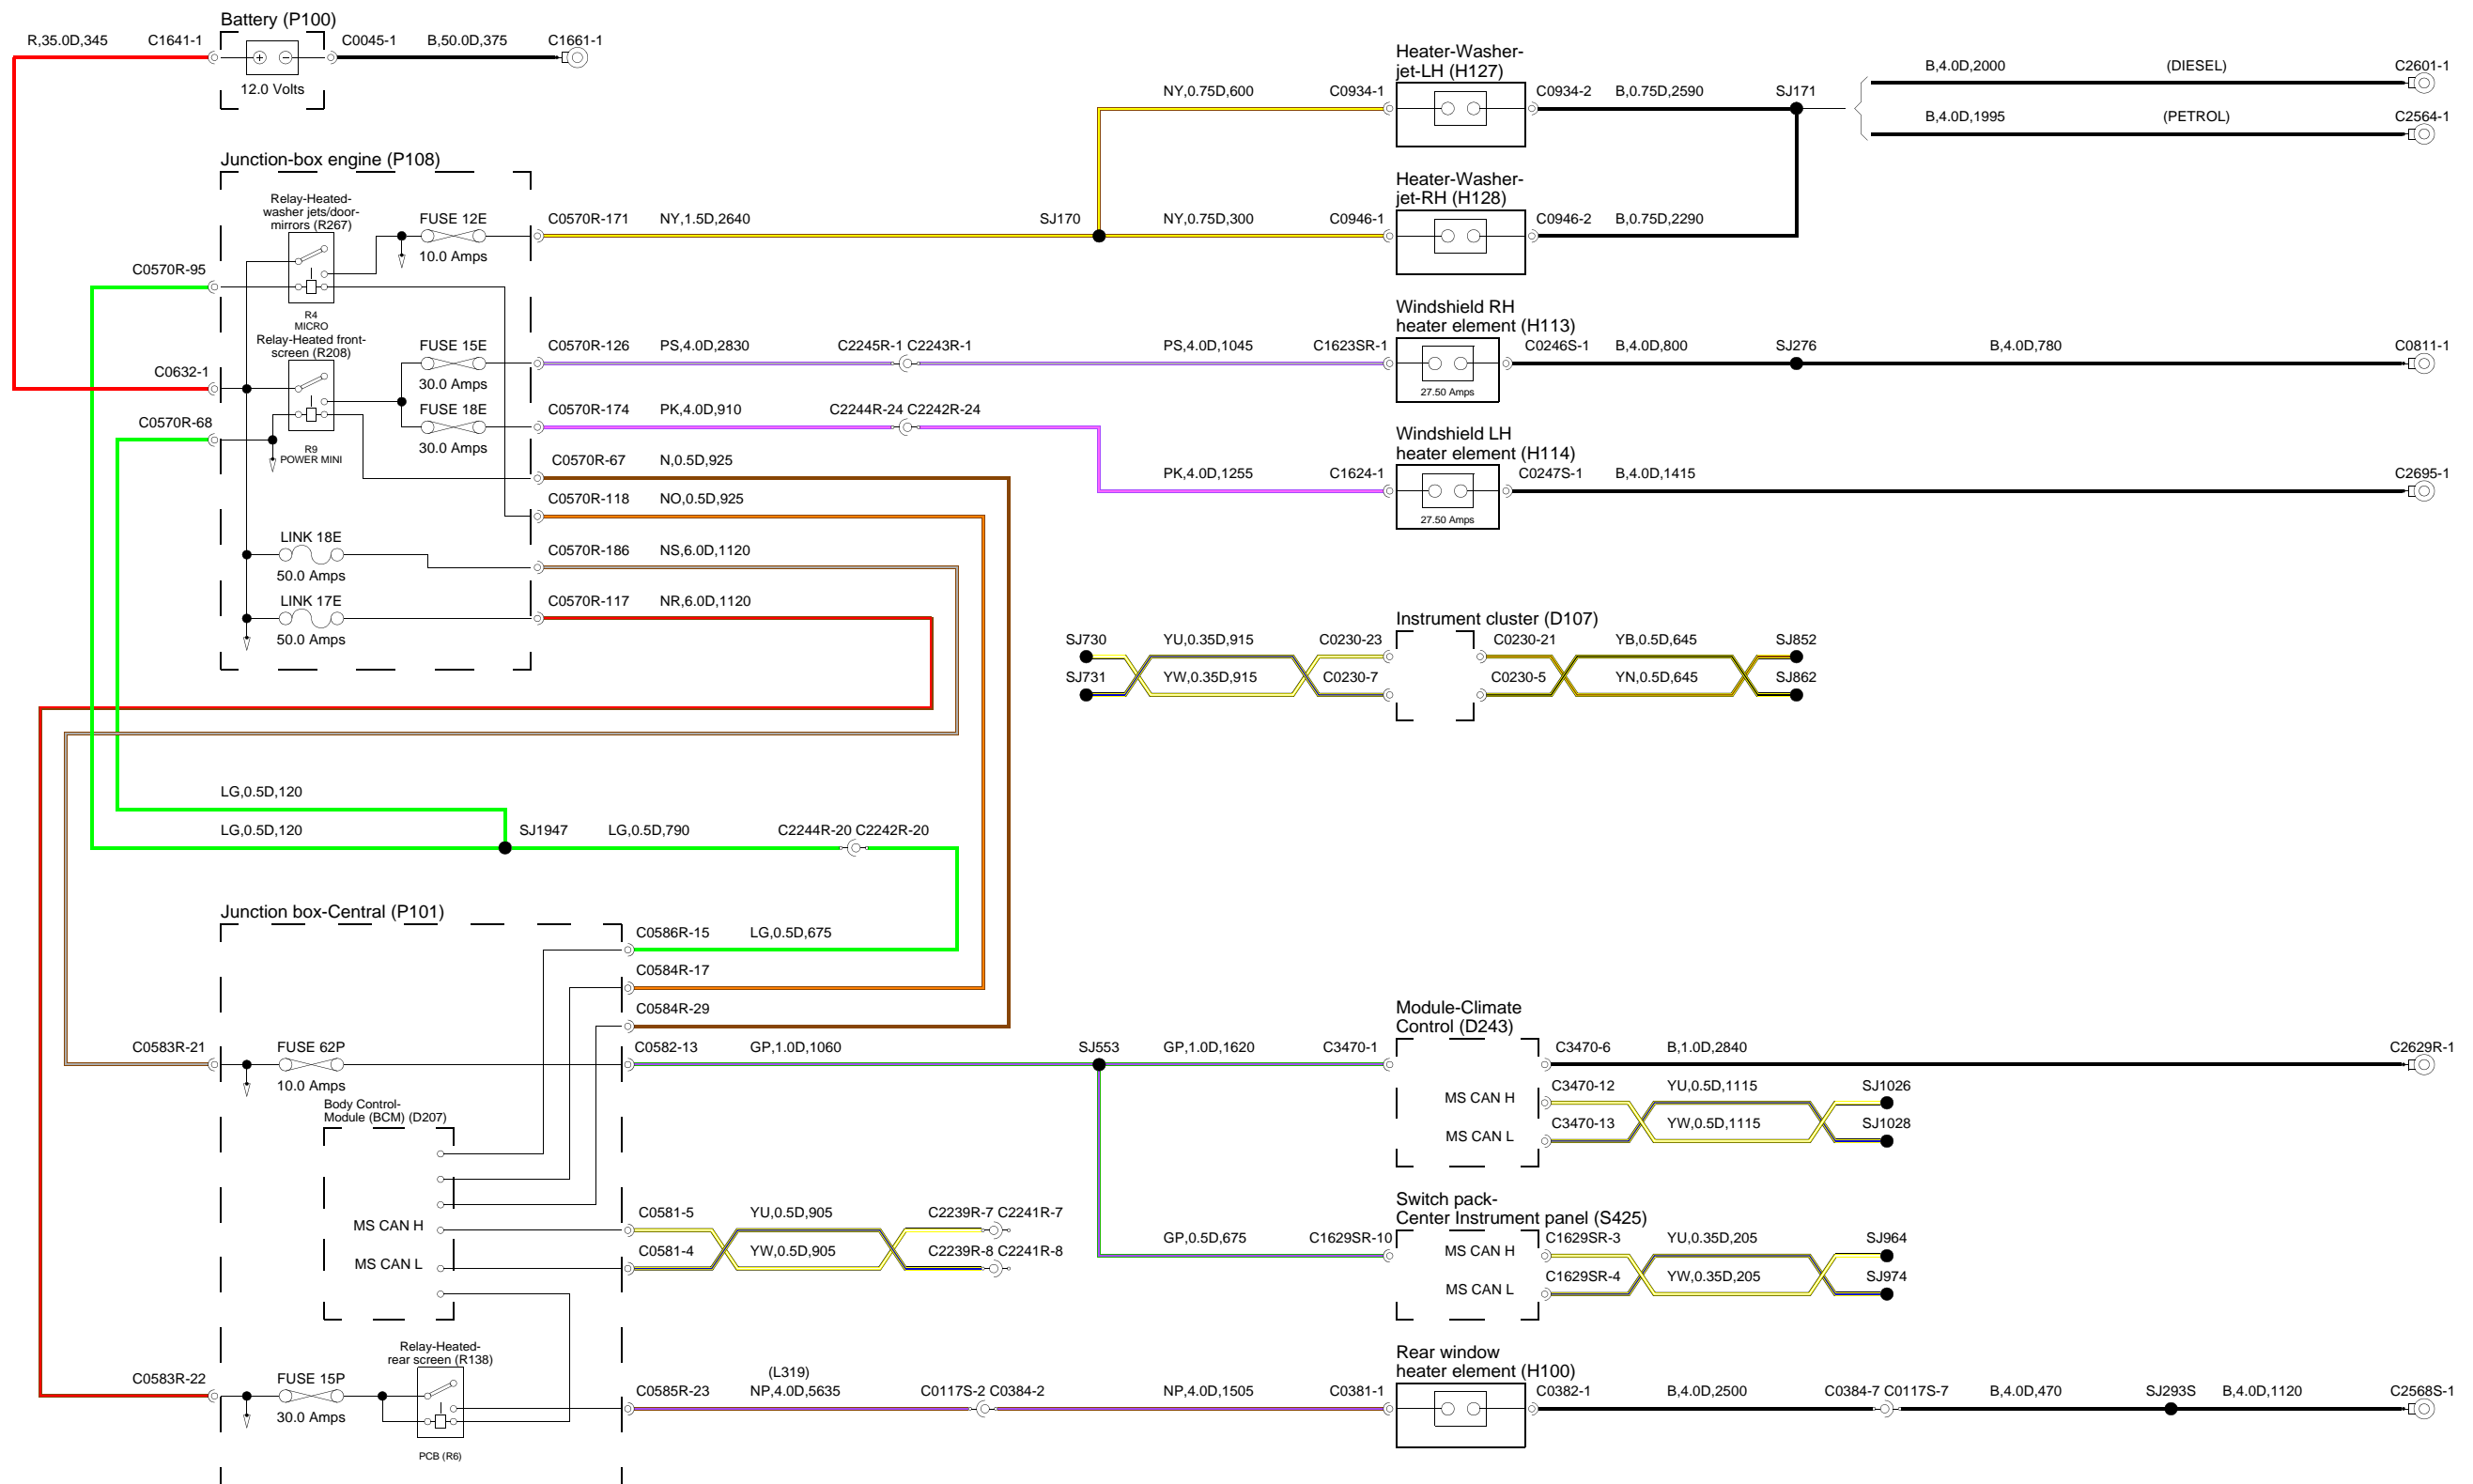 Battery (P100)
R,35.0D,345
C1641-1
C0045-1
B,50.0D,375
C1661-1
12.0 Volts
Heater-Washer-
jet-LH (H127)
NY,0.75D,600
C0934-1
C0934-2
B,0.75D,2590
SJ171
B,4.0D,2000
(DIESEL)
C2601-1
B,4.0D,1995
(PETROL)
C2564-1
Junction-box engine (P108)
Relay-Heated-
washer jets/door-
mirrors (R267)
FUSE 12E
10.0 Amps
C0570R-171
NY,1.5D,2640
SJ170
NY,0.75D,300
C0946-1
Heater-Washer-
jet-RH (H128)
C0946-2
B,0.75D,2290
C0570R-95
R4
MICRO
Relay-Heated front-
screen (R208)
FUSE 15E
30.0 Amps
C0570R-126
PS,4.0D,2830
C2245R-1 C2243R-1
PS,4.0D,1045
C1623SR-1
Windshield RH
heater element (H113)
27.50 Amps
C0246S-1
B,4.0D,800
SJ276
B,4.0D,780
C0811-1
C0632-1
FUSE 18E
30.0 Amps
C0570R-174
PK,4.0D,910
C2244R-24 C2242R-24
C0570R-68
R9
POWER MINI
Windshield LH
heater element (H114)
PK,4.0D,1255
C1624-1
27.50 Amps
C0247S-1
B,4.0D,1415
C2695-1
C0570R-67
N,0.5D,925
C0570R-118
NO,0.5D,925
LINK 18E
50.0 Amps
C0570R-186
NS,6.0D,1120
LINK 17E
50.0 Amps
C0570R-117
NR,6.0D,1120
Instrument cluster (D107)
SJ730
YU,0.35D,915
C0230-23
C0230-21
YB,0.5D,645
SJ852
SJ731
YW,0.35D,915
C0230-7
C0230-5
YN,0.5D,645
SJ862
LG,0.5D,120
LG,0.5D,120
SJ1947
LG,0.5D,790
C2244R-20 C2242R-20
Junction box-Central (P101)
C0586R-15
LG,0.5D,675
C0584R-17
C0584R-29
C0583R-21
FUSE 62P
10.0 Amps
C0582-13
GP,1.0D,1060
SJ553
GP,1.0D,1620
C3470-1
Module-Climate
Control (D243)
C3470-6
B,1.0D,2840
C2629R-1
MS CAN H
C3470-12
YU,0.5D,1115
SJ1026
MS CAN L
C3470-13
YW,0.5D,1115
SJ1028
Body Control-
Module (BCM) (D207)
MS CAN H
C0581-5
YU,0.5D,905
C2239R-7 C2241R-7
MS CAN L
C0581-4
YW,0.5D,905
C2239R-8 C2241R-8
Switch pack-
Center Instrument panel (S425)
GP,0.5D,675
C1629SR-10
MS CAN H
C1629SR-3
YU,0.35D,205
SJ964
MS CAN L
C1629SR-4
YW,0.35D,205
SJ974
C0583R-22
FUSE 15P
30.0 Amps
Relay-Heated-
rear screen (R138)
PCB (R6)
C0585R-23
(L319)
NP,4.0D,5635
C0117S-2 C0384-2
NP,4.0D,1505
C0381-1
Rear window
heater element (H100)
C0382-1
B,4.0D,2500
C0384-7 C0117S-7
B,4.0D,470
SJ293S
B,4.0D,1120
C2568S-1